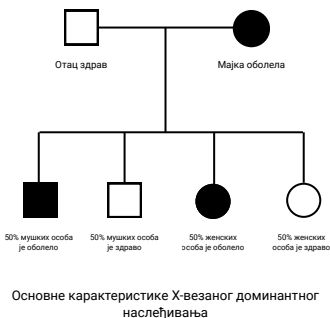 Отац здрав
Мајка оболела
50% мушких особа
је оболело
50% мушких особа
је здраво
50% женских
особа је оболело
50% женских
особа је здраво
Основне карактеристике X-везаног доминантног
наслеђивања